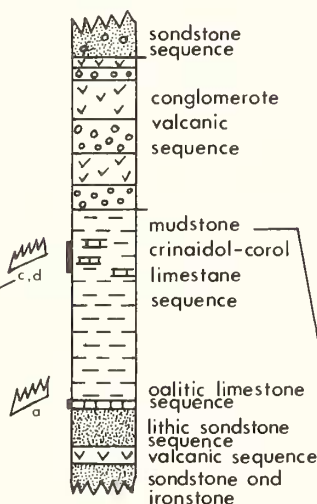 sondstone
sequence
conglomerote
valcanic
sequence
mudstone
crinaidol-corol
limestane
sequence
c,d
oalitic limestone
sequence
a
lithic sandstone
sequence
valcanic sequence
sondstone ond
ironstone